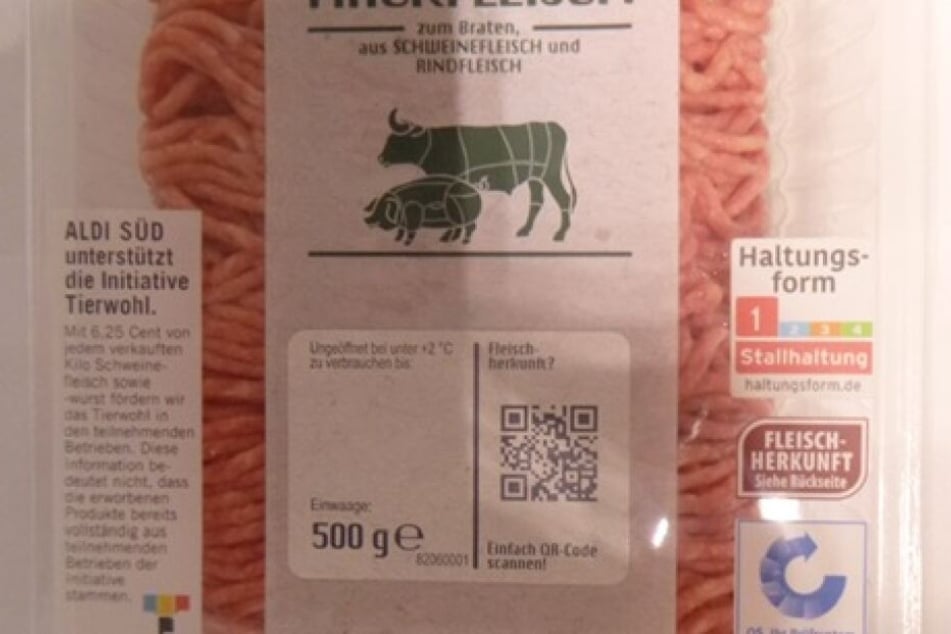 zum Braten,
aus SCHWEINEFLEISCH und
RINDFLEISCH
ALDI SÜD
unterstützt
die Initiative
Tierwohl.
Mit 6,25 Cent von
jedem verkauften
Kilo Schweine-
fleisch sowie
-wurst fördern wir
das Tierwohl in
den teilnehmenden
Betrieben. Diese
Information be-
deutet nicht, dass
die erworbenen
Produkte bereits
vollständig aus
teilnehmenden
Betrieben der
Initiative
stammen.
Ungeöffnet bei unter +2 °C
zu verbrauchen bis:
Einwaage:
500 g e
82060001
Fleisch-
herkunft?
Einfach QR-Code
scannen!
Haltungs-
form
1 2 3 4
Stallhaltung
haltungsform.de
FLEISCH-
HERKUNFT
Siehe Rückseite